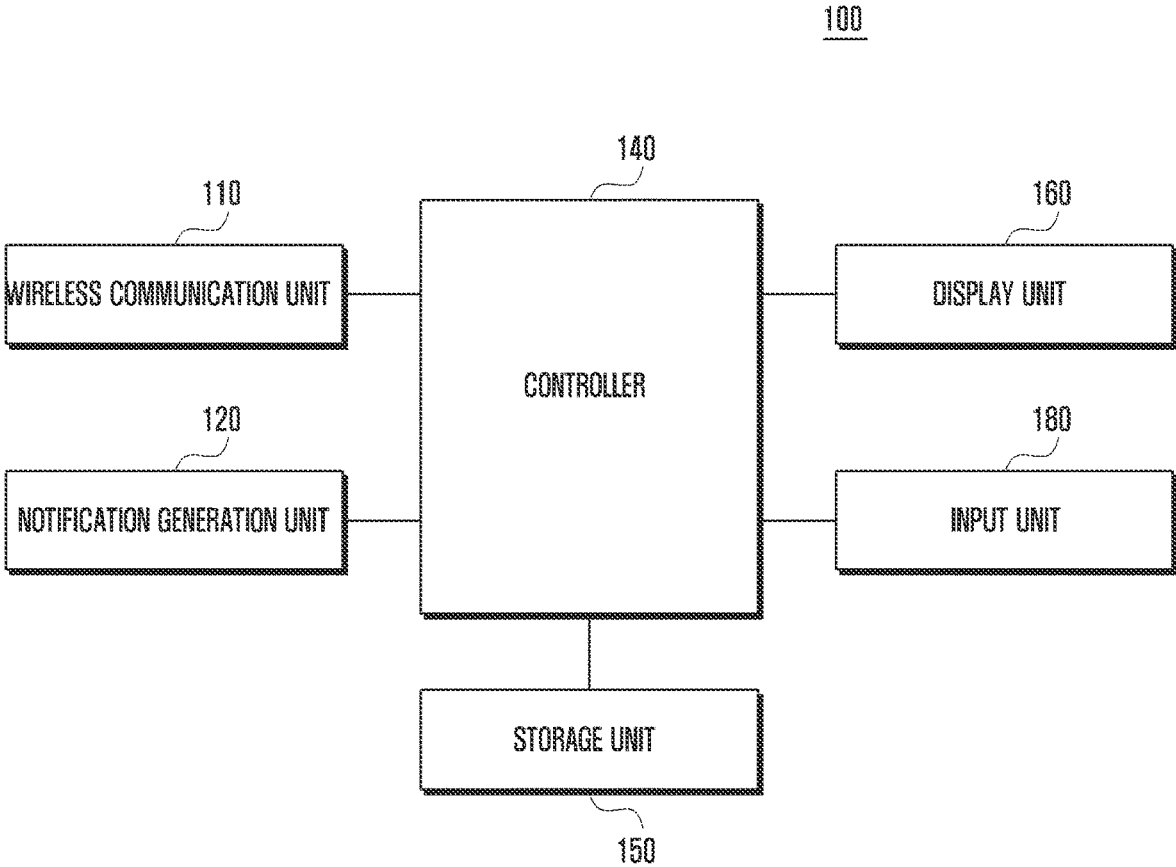 100
140
110
160
WIRELESS COMMUNICATION UNIT
DISPLAY UNIT
CONTROLLER
120
180
NOTIFICATION GENERATION UNIT
INPUT UNIT
STORAGE UNIT
150